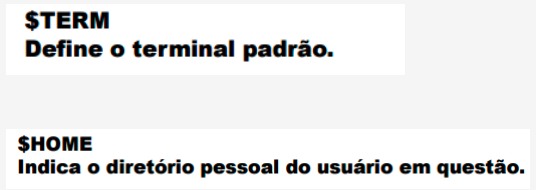 $TERM
Define o terminal padrão.
$HOME
Indica o diretório pessoal do usuário em questão.